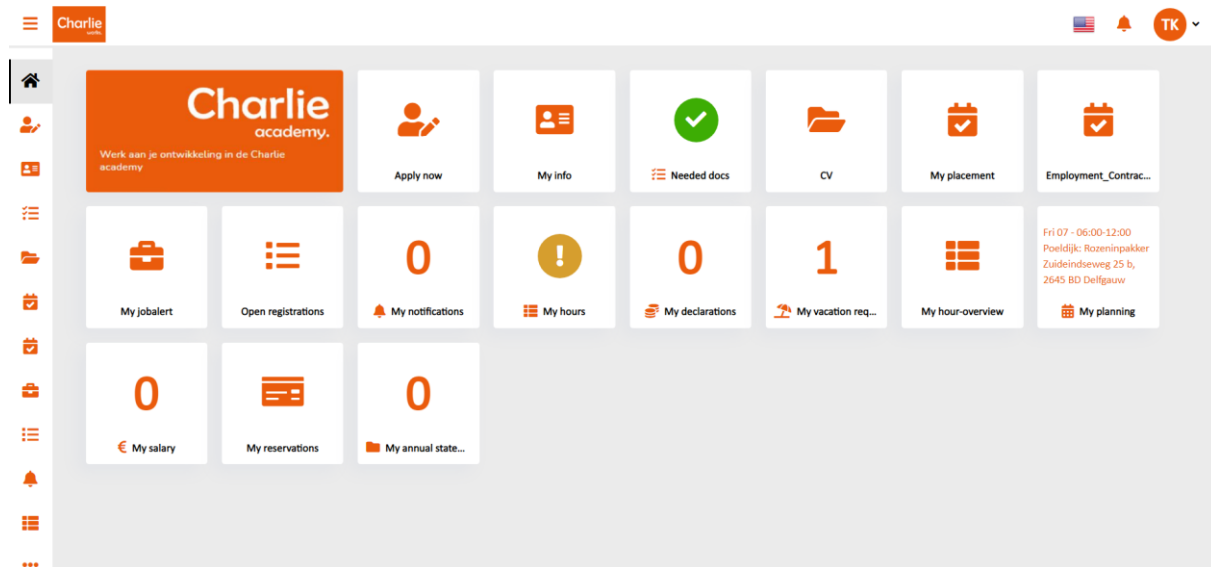 Charlie
works.
TK
Charlie
academy.
Werk aan je ontwikkeling in de Charlie
academy
Apply now
My info
Needed docs
CV
My placement
Employment_Contrac...
My jobalert
Open registrations
0
My notifications
!
My hours
0
My declarations
1
My vacation req...
My hour-overview
Fri 07 - 06:00-12:00
Poeldijk: Rozeninpakker
Zuideindseweg 25 b,
2645 BD Delfgauw
My planning
0
€ My salary
My reservations
0
My annual state...